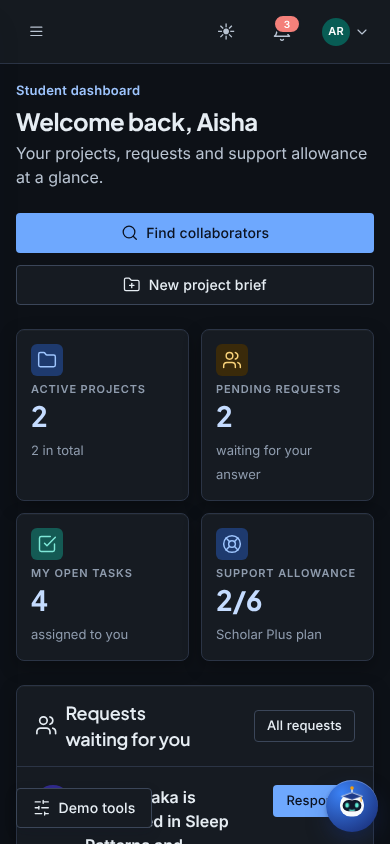 3
AR
Student dashboard
Welcome back, Aisha
Your projects, requests and support allowance
at a glance.
Find collaborators
New project brief
ACTIVE PROJECTS
2
2 in total
PENDING REQUESTS
2
waiting for your
answer
MY OPEN TASKS
4
assigned to you
SUPPORT ALLOWANCE
2/6
Scholar Plus plan
Requests
waiting for you
All requests
is
in Sleep
Patterns and
Demo tools